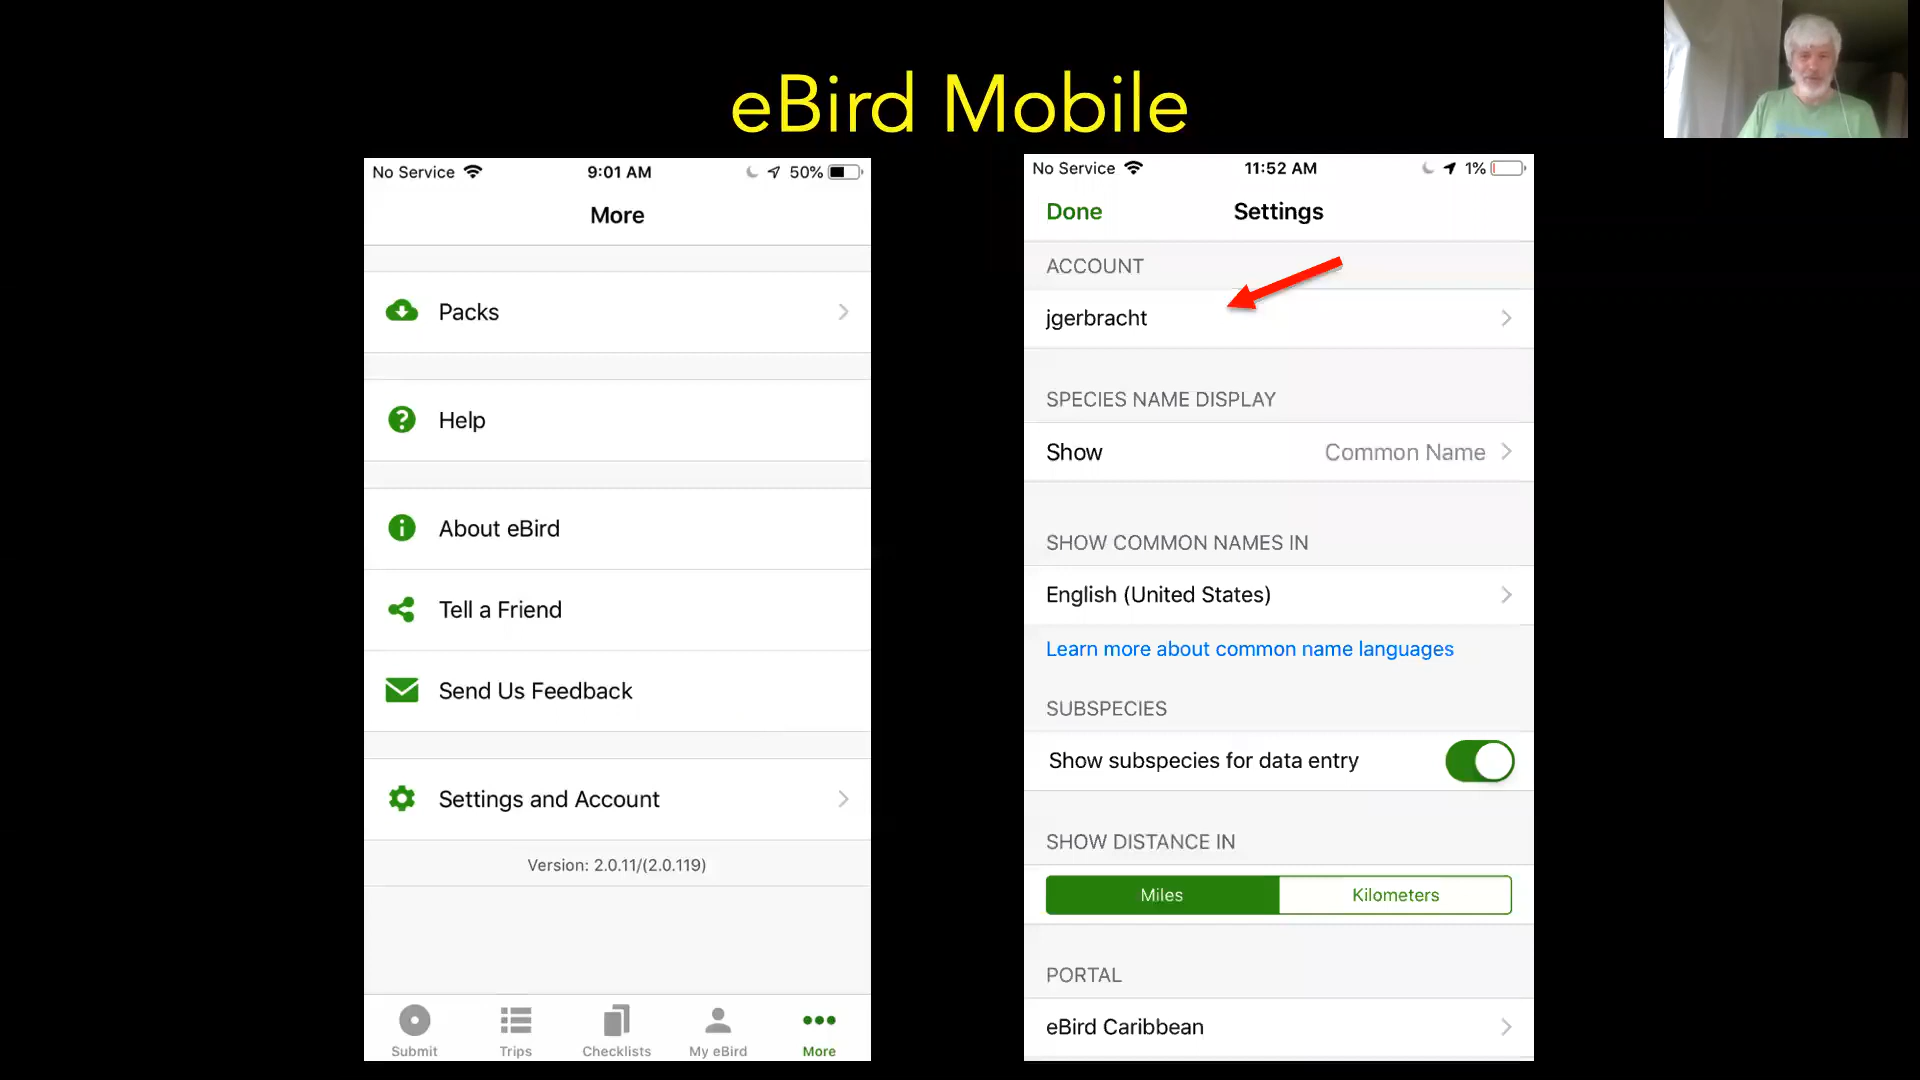 eBird Mobile
No Service 9:01 AM 50%
More
Packs
Help
About eBird
Tell a Friend
Send Us Feedback
Settings and Account
Version: 2.0.11/(2.0.119)
Submit Trips Checklists My eBird More
No Service 11:52 AM 1%
Done Settings
ACCOUNT
jgerbracht
SPECIES NAME DISPLAY
Show Common Name
SHOW COMMON NAMES IN
English (United States)
Learn more about common name languages
SUBSPECIES
Show subspecies for data entry
SHOW DISTANCE IN
Miles Kilometers
PORTAL
eBird Caribbean